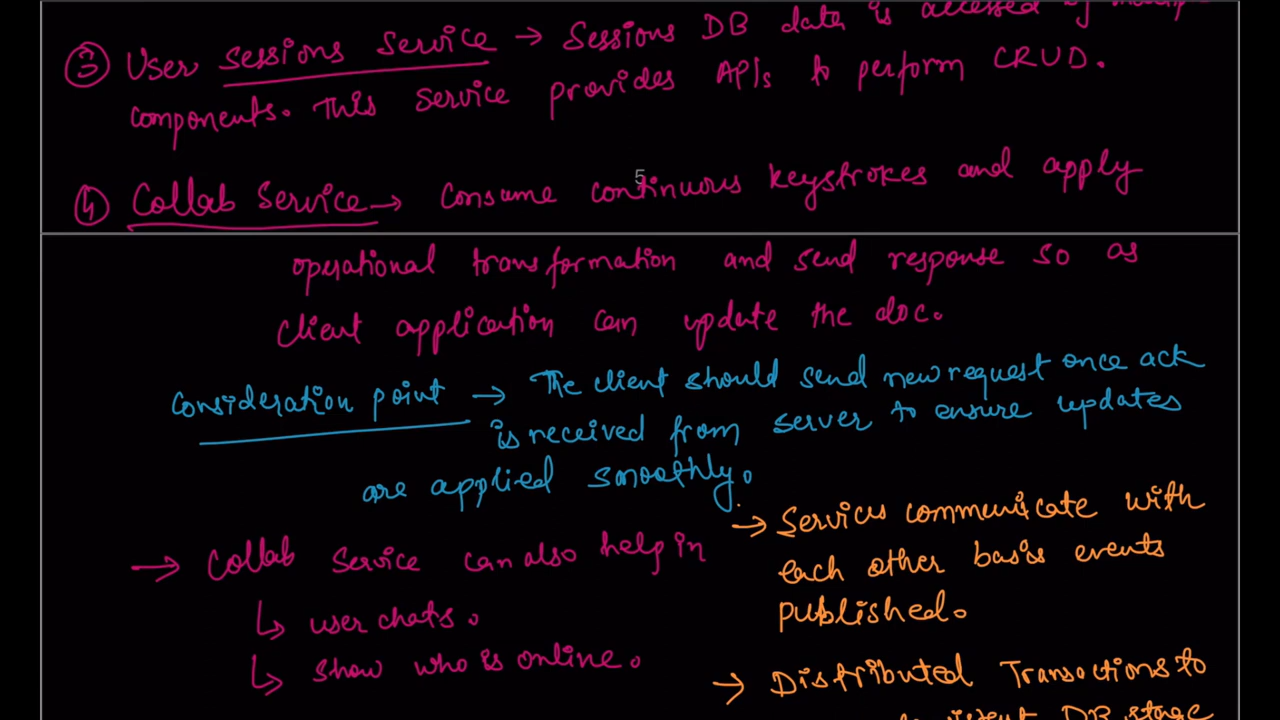 ③ User Sessions Service → Sessions DB data is accessed by
components. This service provides APIs to perform CRUD.
5
④ Collab Service → Consume continuous keystrokes and apply
operational transformation and send response so as
client application can update the doc.
Consideration point → The client should send new request once ack
is received from server to ensure updates
are applied smoothly.
→ Services communicate with
each other basis events
published.
→ Collab Service can also help in
↳ user chats.
↳ show who is online.
→ Distributed Transactions to
DB stage